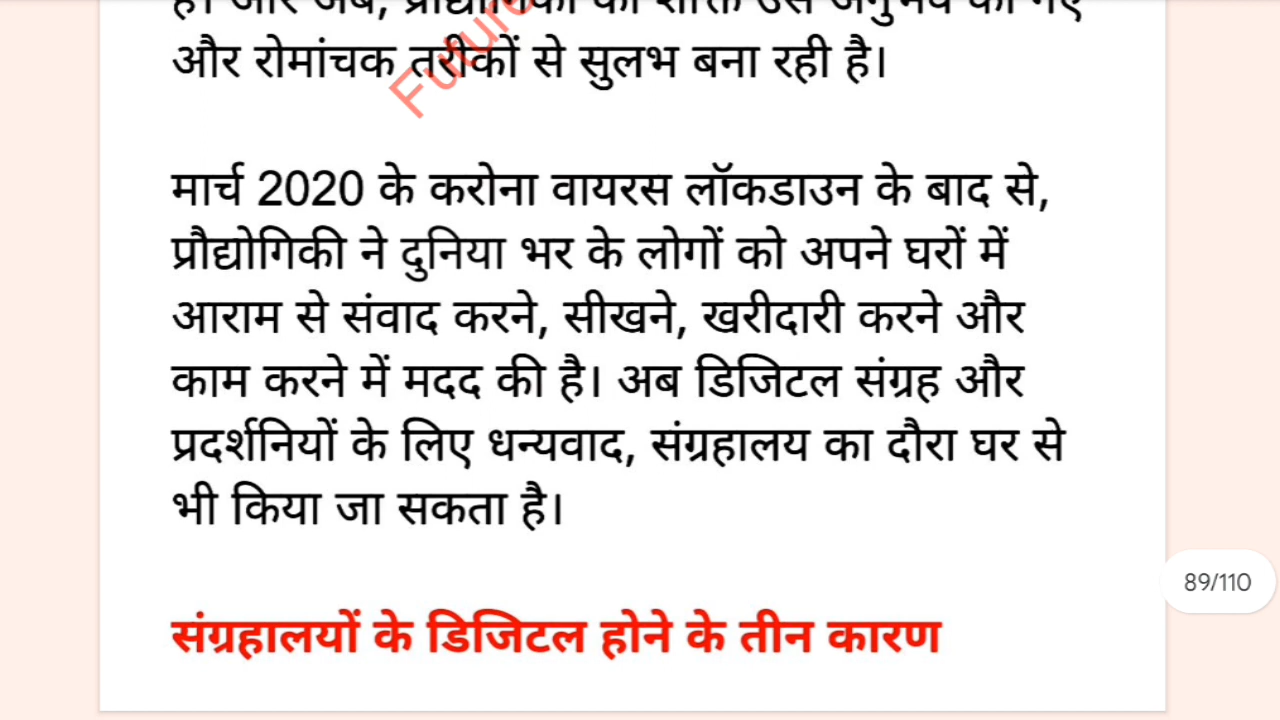 और रोमांचक तरीकों से सुलभ बना रही है।
मार्च 2020 के करोना वायरस लॉकडाउन के बाद से,
प्रौद्योगिकी ने दुनिया भर के लोगों को अपने घरों में
आराम से संवाद करने, सीखने, खरीदारी करने और
काम करने में मदद की है। अब डिजिटल संग्रह और
प्रदर्शनियों के लिए धन्यवाद, संग्रहालय का दौरा घर से
भी किया जा सकता है।
89/110
संग्रहालयों के डिजिटल होने के तीन कारण